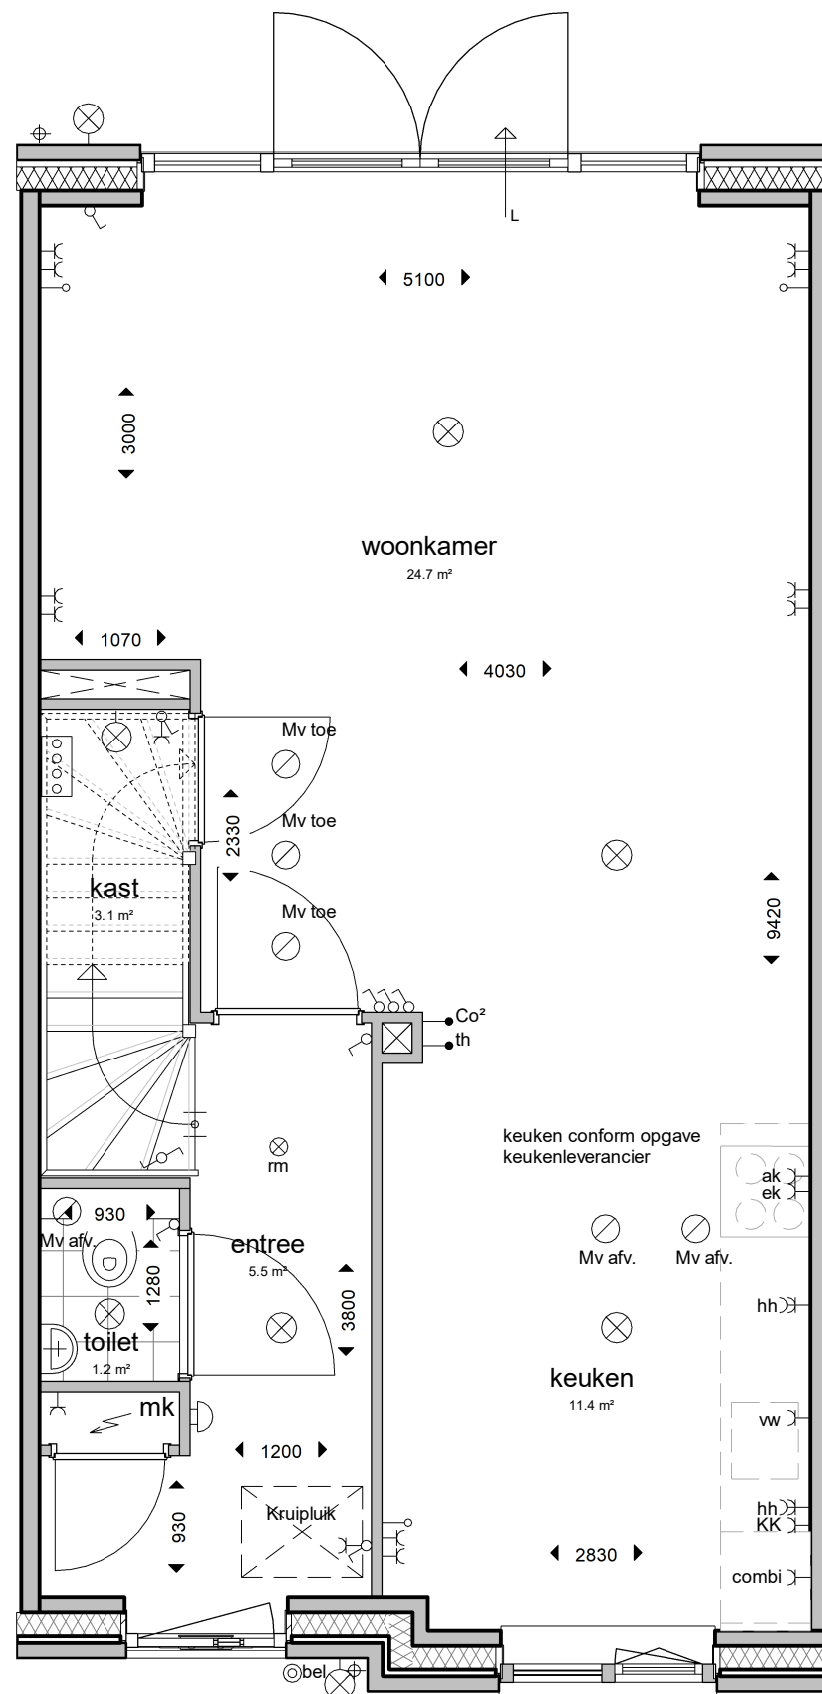 L
5100
3000
woonkamer
24.7 m²
1070
4030
Mv toe
2330
Mv toe
kast
3.1 m²
Mv toe
9420
Co²
th
keuken conform opgave
keukenleverancier
rm
ak
ek
930
Mv afv.
entree
5.5 m²
1280
3800
Mv afv.
Mv afv.
hh
toilet
1.2 m²
keuken
11.4 m²
mk
vw
1200
930
Kruipluik
hh
KK
2830
combi
bel